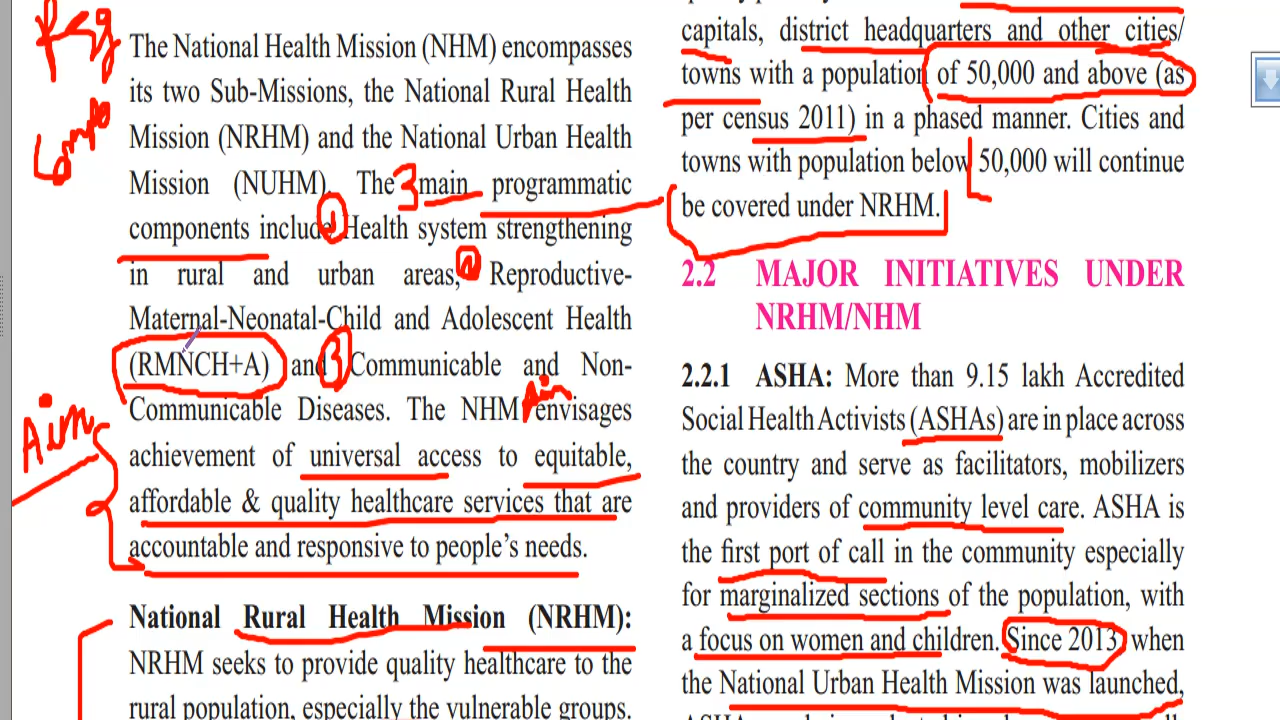 Prog
Compo
The National Health Mission (NHM) encompasses
its two Sub-Missions, the National Rural Health
Mission (NRHM) and the National Urban Health
Mission (NUHM). The 3 main programmatic
components include 1 Health system strengthening
in rural and urban areas, 2 Reproductive-
Maternal-Neonatal-Child and Adolescent Health
(RMNCH+A) and 3 Communicable and Non-
Communicable Diseases. The NHM envisages
Aim
achievement of universal access to equitable,
affordable & quality healthcare services that are
accountable and responsive to people's needs.
Aim
National Rural Health Mission (NRHM):
NRHM seeks to provide quality healthcare to the
rural population, especially the vulnerable groups.
capitals, district headquarters and other cities/
towns with a population of 50,000 and above (as
per census 2011) in a phased manner. Cities and
towns with population below 50,000 will continue
be covered under NRHM.
2.2 MAJOR INITIATIVES UNDER
NRHM/NHM
2.2.1 ASHA: More than 9.15 lakh Accredited
Social Health Activists (ASHAs) are in place across
the country and serve as facilitators, mobilizers
and providers of community level care. ASHA is
the first port of call in the community especially
for marginalized sections of the population, with
a focus on women and children. Since 2013, when
the National Urban Health Mission was launched,